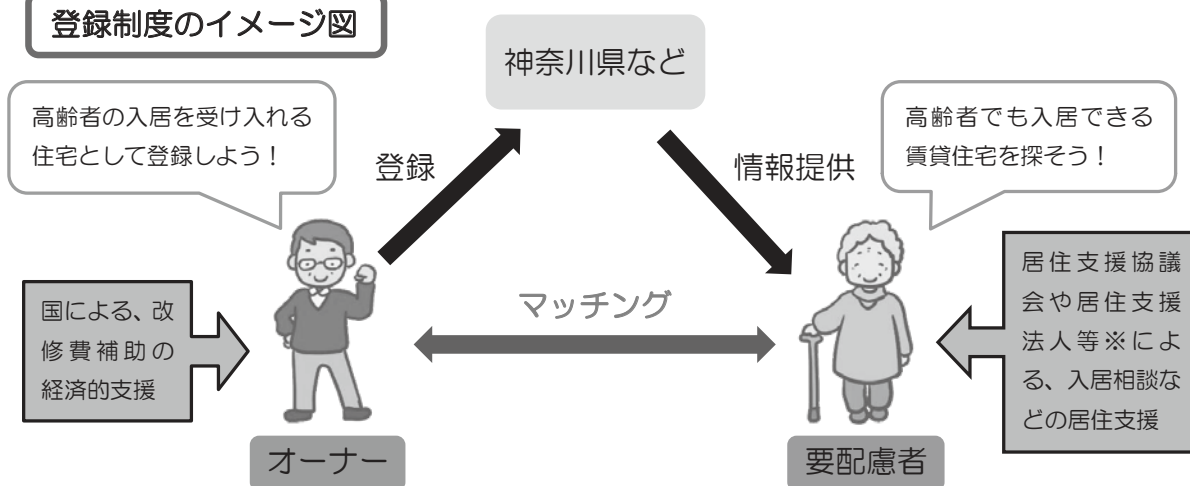 登録制度のイメージ図
神奈川県など
高齢者の入居を受け入れる
住宅として登録しよう！
高齢者でも入居できる
賃貸住宅を探そう！
登録
情報提供
国による、改
修費補助の
経済的支援
マッチング
居住支援協議
会や居住支援
法人等※によ
る、入居相談な
どの居住支援
オーナー
要配慮者